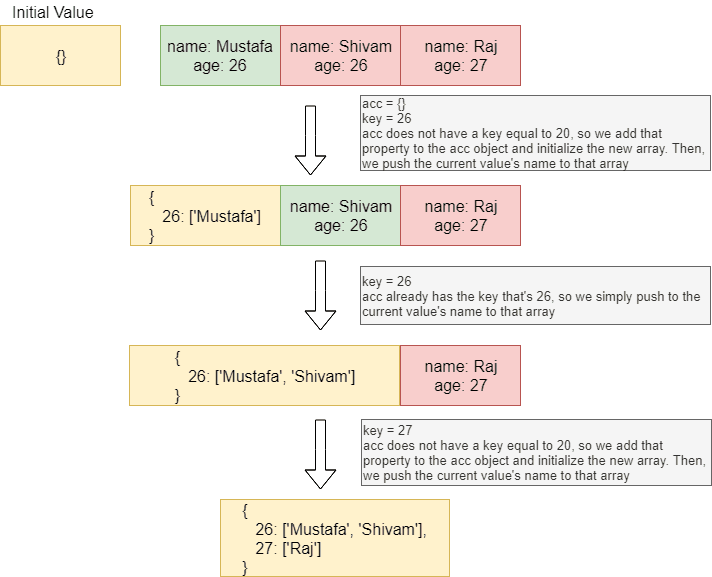 Initial Value
{}
name: Mustafa
age: 26
name: Shivam
age: 26
name: Raj
age: 27
acc = {}
key = 26
acc does not have a key equal to 20, so we add that
property to the acc object and initialize the new array. Then,
we push the current value's name to that array
{
26: ['Mustafa']
}
name: Shivam
age: 26
name: Raj
age: 27
key = 26
acc already has the key that's 26, so we simply push to the
current value's name to that array
{
26: ['Mustafa', 'Shivam']
}
name: Raj
age: 27
key = 27
acc does not have a key equal to 20, so we add that
property to the acc object and initialize the new array. Then,
we push the current value's name to that array
{
26: ['Mustafa', 'Shivam'],
27: ['Raj']
}